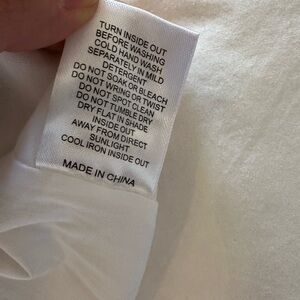 TURN INSIDE OUT
BEFORE WASHING
COLD HAND WASH
SEPARATELY IN MILD
DETERGENT
DO NOT SOAK OR BLEACH
DO NOT WRING OR TWIST
DO NOT SPOT CLEAN
DO NOT TUMBLE DRY
DRY FLAT IN SHADE
INSIDE OUT
AWAY FROM DIRECT
SUNLIGHT
COOL IRON INSIDE OUT
MADE IN CHINA